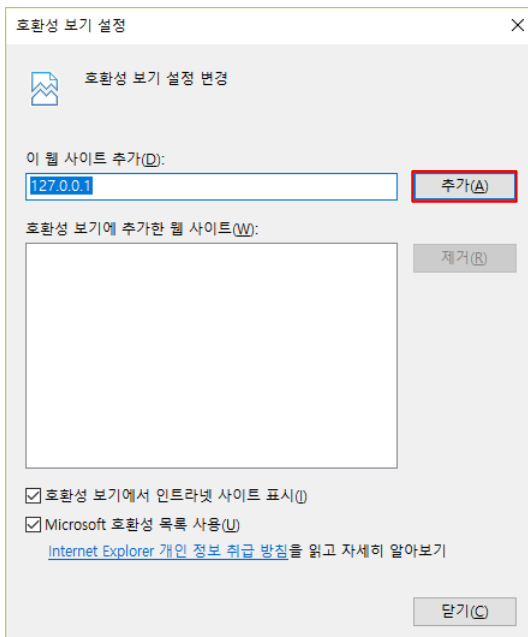 호환성 보기 설정
호환성 보기 설정 변경
이 웹 사이트 추가(D):
127.0.0.1
추가(A)
호환성 보기에 추가한 웹 사이트(W):
제거(R)
호환성 보기에서 인트라넷 사이트 표시(I)
Microsoft 호환성 목록 사용(U)
Internet Explorer 개인 정보 취급 방침을 읽고 자세히 알아보기
닫기(C)